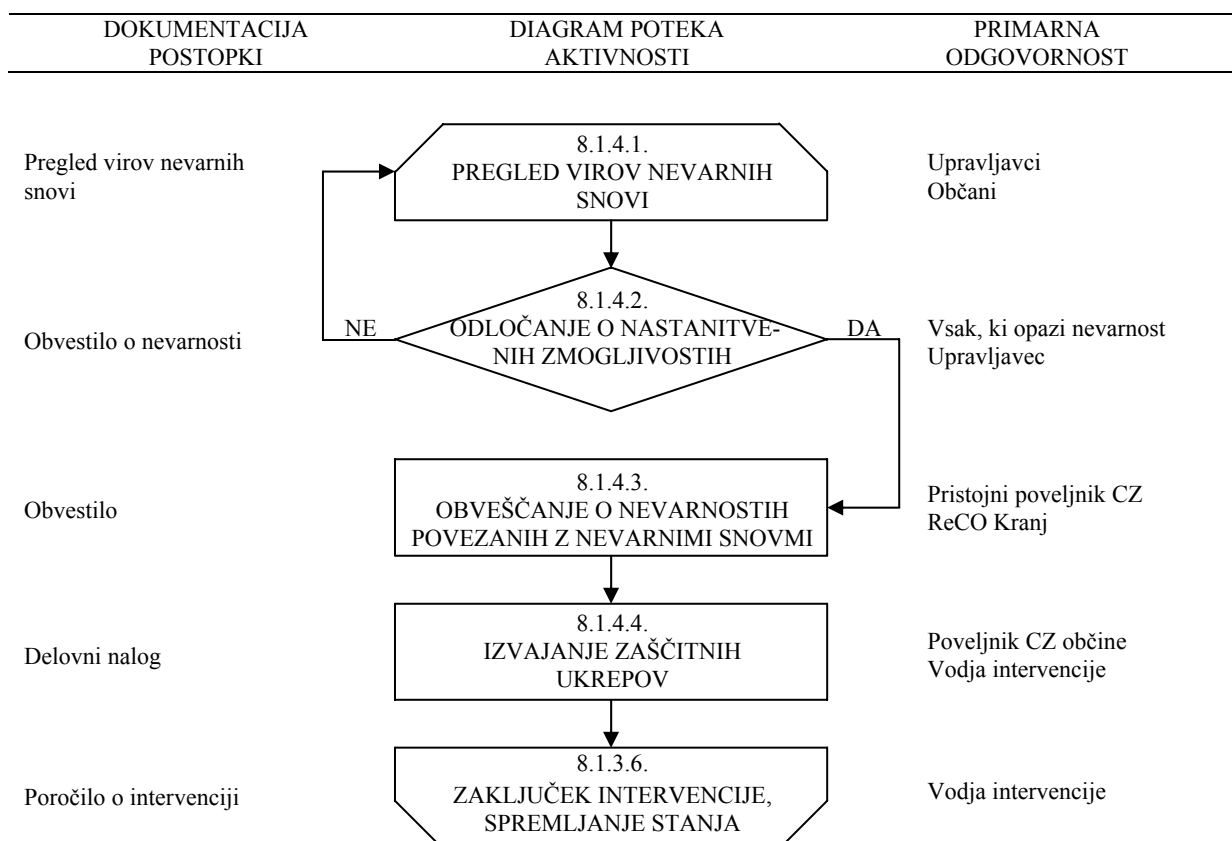 DOKUMENTACIJA
POSTOPKI
DIAGRAM POTEKA
AKTIVNOSTI
PRIMARNA
ODGOVORNOST
Pregled virov nevarnih
snovi
8.1.4.1.
PREGLED VIROV NEVARNIH
SNOVI
Upravljavci
Občani
Obvestilo o nevarnosti
NE
8.1.4.2.
ODLOČANJE O NASTANITVE-
NIH ZMOGLJIVOSTIH
DA
Vsak, ki opazi nevarnost
Upravljavec
Obvestilo
8.1.4.3.
OBVEŠČANJE O NEVARNOSTIH
POVEZANIH Z NEVARNIMI SNOVMI
Pristojni poveljnik CZ
ReCO Kranj
Delovni nalog
8.1.4.4.
IZVAJANJE ZAŠČITNIH
UKREPOV
Poveljnik CZ občine
Vodja intervencije
Poročilo o intervenciji
8.1.3.6.
ZAKLJUČEK INTERVENCIJE,
SPREMLJANJE STANJA
Vodja intervencije